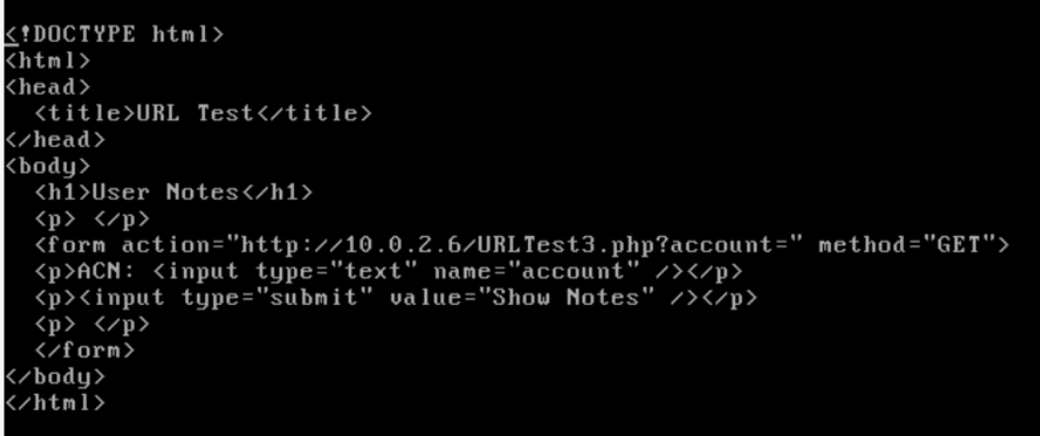 <!DOCTYPE html>
<html>
<head>
  <title>URL Test</title>
</head>
<body>
  <h1>User Notes</h1>
  <p> </p>
  <form action="http://10.0.2.6/URLTest3.php?account=" method="GET">
  <p>ACN: <input type="text" name="account" /></p>
  <p><input type="submit" value="Show Notes" /></p>
  <p> </p>
  </form>
</body>
</html>